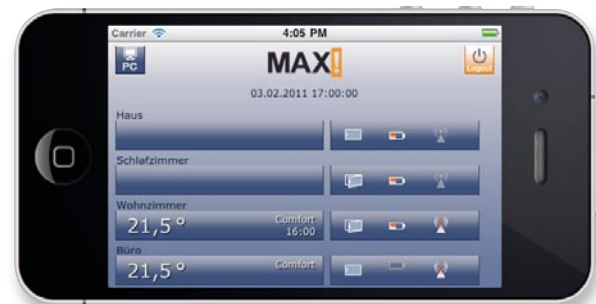 Carrier 4:05 PM
PC MAX! Logout
03.02.2011 17:00:00
Haus
Schlafzimmer
Wohnzimmer
21,5° Comfort
16:00
Büro
21,5° Comfort